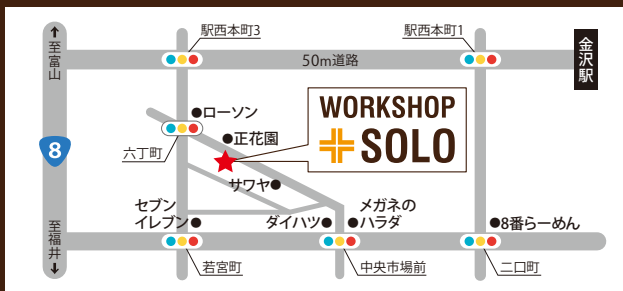 至富山
駅西本町3
駅西本町1
金沢駅
50m道路
ローソン
正花園
WORKSHOP
SOLO
六丁町
8
サワヤ
セブン
イレブン
ダイハツ
メガネの
ハラダ
8番らーめん
至福井
若宮町
中央市場前
二口町